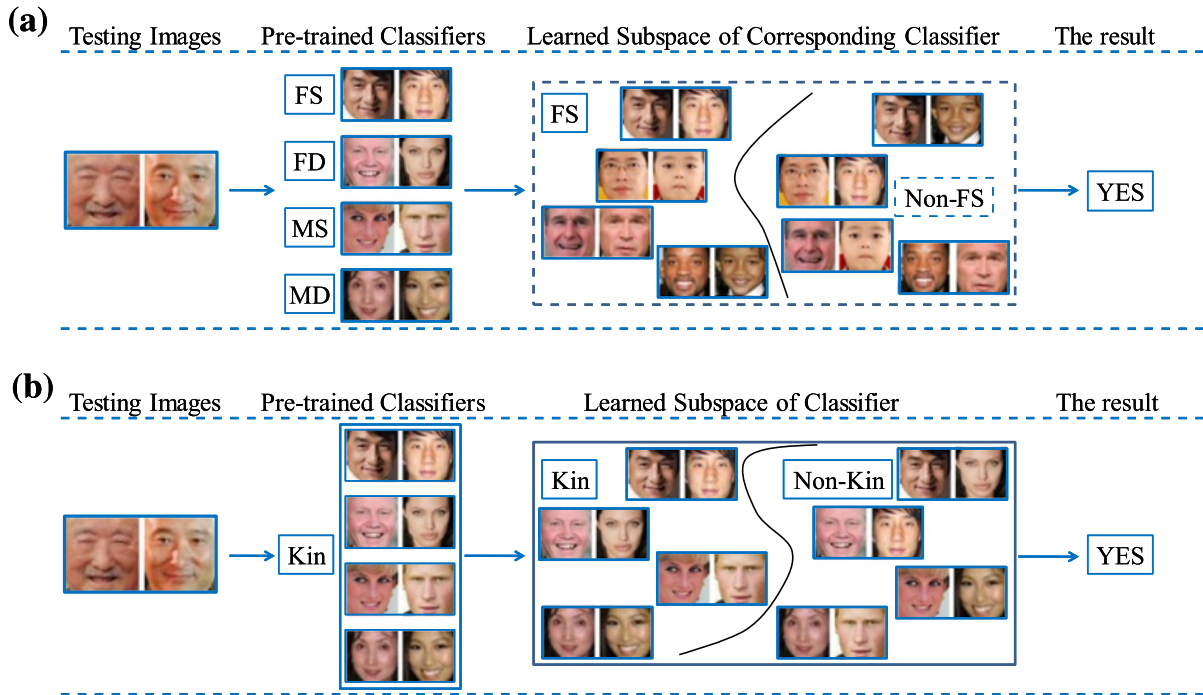 (a)
Testing Images Pre-trained Classifiers Learned Subspace of Corresponding Classifier The result
FS
FD
MS
MD
FS
Non-FS
YES
(b)
Testing Images Pre-trained Classifiers Learned Subspace of Classifier The result
Kin
Kin
Non-Kin
YES